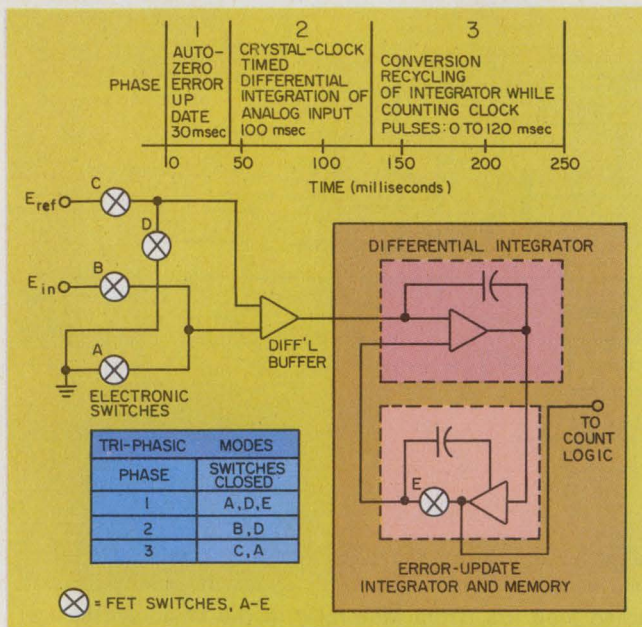 1
2
3
PHASE
AUTO-
ZERO
ERROR
UP
DATE
30msec
CRYSTAL-CLOCK
TIMED
DIFFERENTIAL
INTEGRATION OF
ANALOG INPUT
100 msec
CONVERSION
RECYCLING
OF INTEGRATOR WHILE
COUNTING CLOCK
PULSES: 0 TO 120 msec
10 50 100 150 200 250
TIME (milliseconds)
C
Eref
D
B
Ein
A
ELECTRONIC
SWITCHES
DIFF'L
BUFFER
DIFFERENTIAL INTEGRATOR
TO
COUNT
LOGIC
E
ERROR-UPDATE
INTEGRATOR AND MEMORY
TRI-PHASIC MODES
PHASE SWITCHES CLOSED
1 A,D,E
2 B,D
3 C,A
= FET SWITCHES, A-E